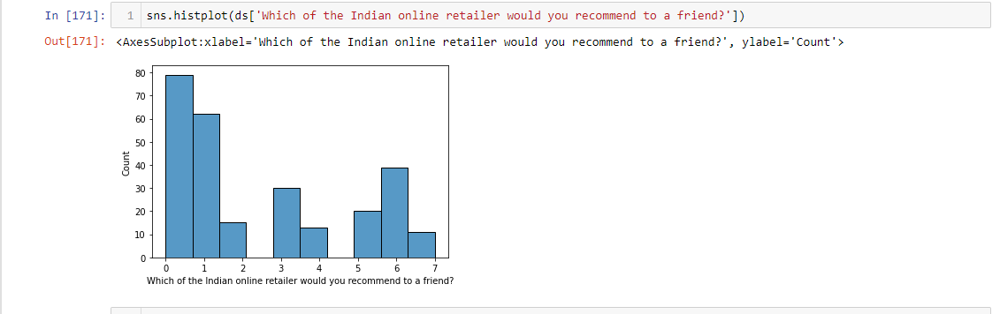 In [171]: 1 sns.histplot(ds['Which of the Indian online retailer would you recommend to a friend?'])
Out[171]: <AxesSubplot:xlabel='Which of the Indian online retailer would you recommend to a friend?', ylabel='Count'>
80
70
60
50
40
30
20
10
0
Count
0 1 2 3 4 5 6 7
Which of the Indian online retailer would you recommend to a friend?